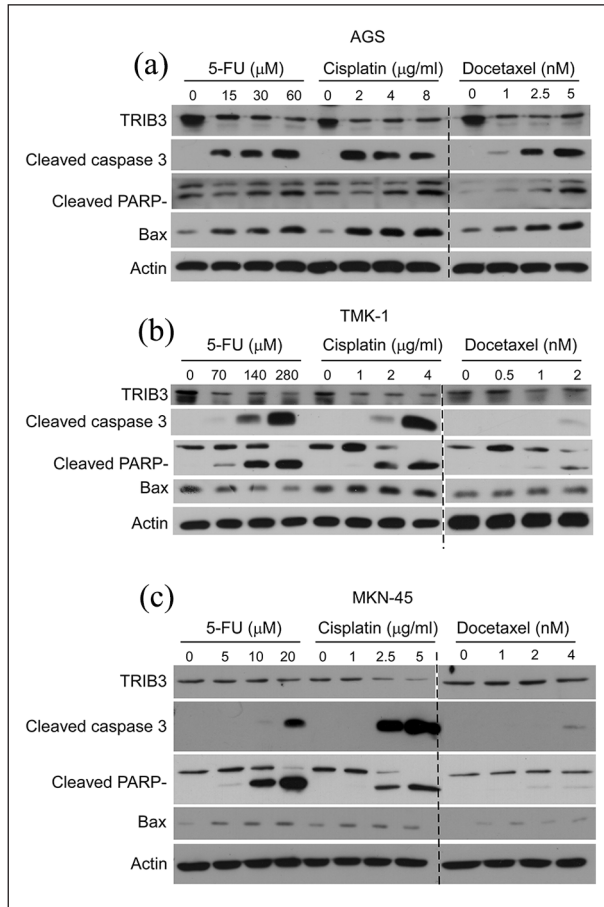 AGS
(a)
5-FU (μM) Cisplatin (μg/ml) Docetaxel (nM)
0 15 30 60 0 2 4 8 0 1 2.5 5
TRIB3
Cleaved caspase 3
Cleaved PARP-
Bax
Actin
TMK-1
(b)
5-FU (μM) Cisplatin (μg/ml) Docetaxel (nM)
0 70 140 280 0 1 2 4 0 0.5 1 2
TRIB3
Cleaved caspase 3
Cleaved PARP-
Bax
Actin
(c)
MKN-45
5-FU (μM) Cisplatin (μg/ml) Docetaxel (nM)
0 5 10 20 0 1 2.5 5 0 1 2 4
TRIB3
Cleaved caspase 3
Cleaved PARP-
Bax
Actin